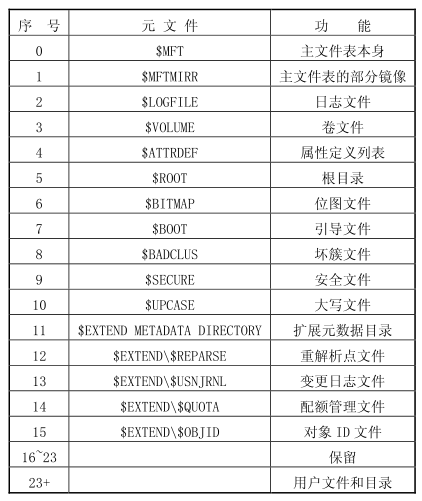 序 号 元 文 件 功 能
0 $MFT 主文件表本身
1 $MFTMIRR 主文件表的部分镜像
2 $LOGFILE 日志文件
3 $VOLUME 卷文件
4 $ATTRDEF 属性定义列表
5 $ROOT 根目录
6 $BITMAP 位图文件
7 $BOOT 引导文件
8 $BADCLUS 坏簇文件
9 $SECURE 安全文件
10 $UPCASE 大写文件
11 $EXTEND METADATA DIRECTORY 扩展元数据目录
12 $EXTEND\$REPARSE 重解析点文件
13 $EXTEND\$USNJRNL 变更日志文件
14 $EXTEND\$QUOTA 配额管理文件
15 $EXTEND\$OBJID 对象 ID 文件
16~23 保留
23+ 用户文件和目录